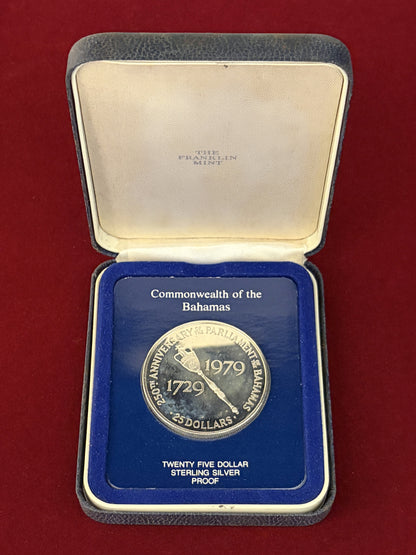 THE
FRANKLIN
MINT
Commonwealth of the
Bahamas
250TH ANNIVERSARY OF THE PARLIAMENT OF THE BAHAMAS
1979
1729
· 25 DOLLARS ·
TWENTY FIVE DOLLAR
STERLING SILVER
PROOF